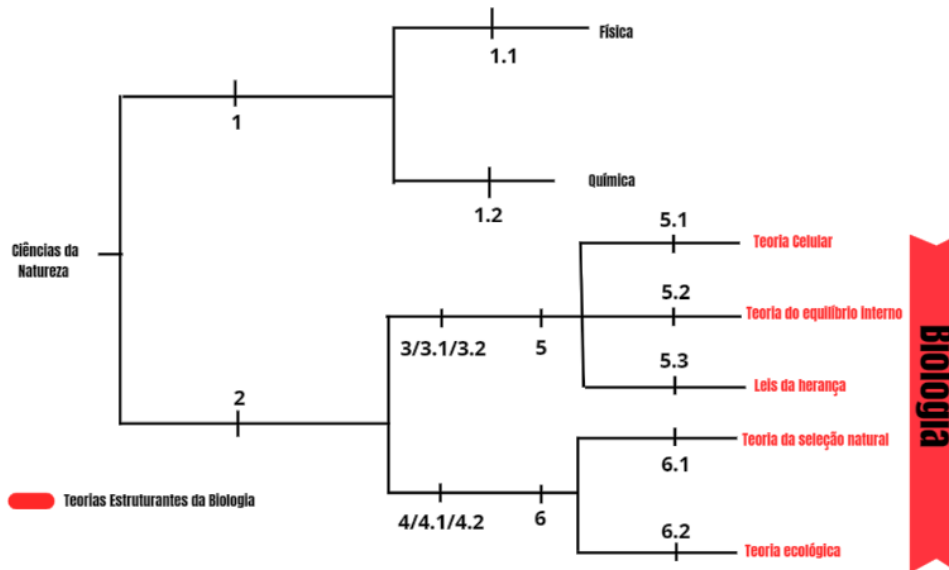 Física
1.1
1
Química
1.2
Ciências da
Natureza
5.1
Teoria Celular
5.2
Teoria do equilíbrio interno
3/3.1/3.2
5
5.3
Leis da herança
2
Teoria da seleção natural
6.1
4/4.1/4.2
6
6.2
Teoria ecológica
Biologia
Teorias Estruturantes da Biologia